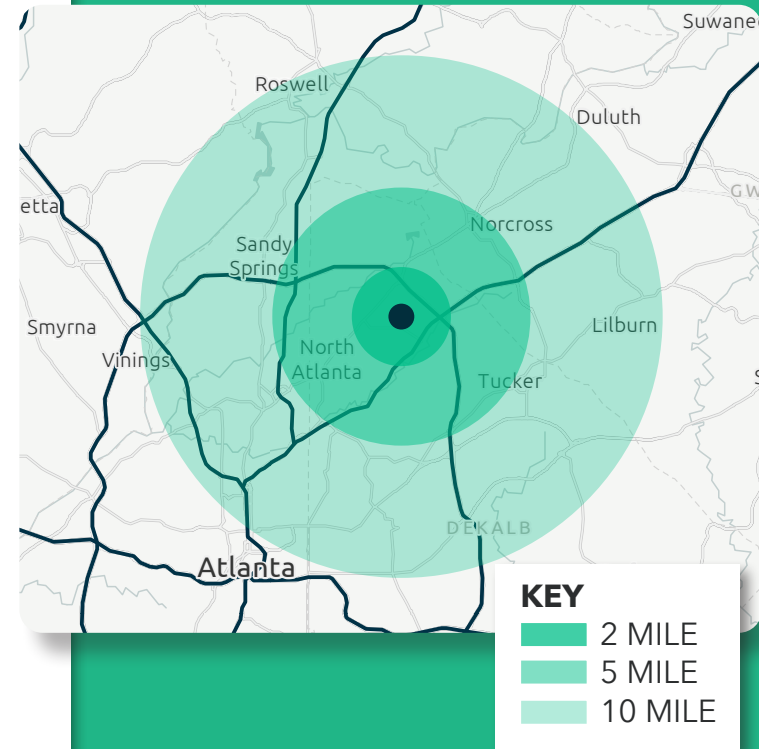 Suwanee
Roswell
Duluth
GW
etta
Norcross
Sandy
Springs
Smyrna
Lilburn
North
Atlanta
Vinings
Tucker
DEKALB
Atlanta
KEY
2 MILE
5 MILE
10 MILE